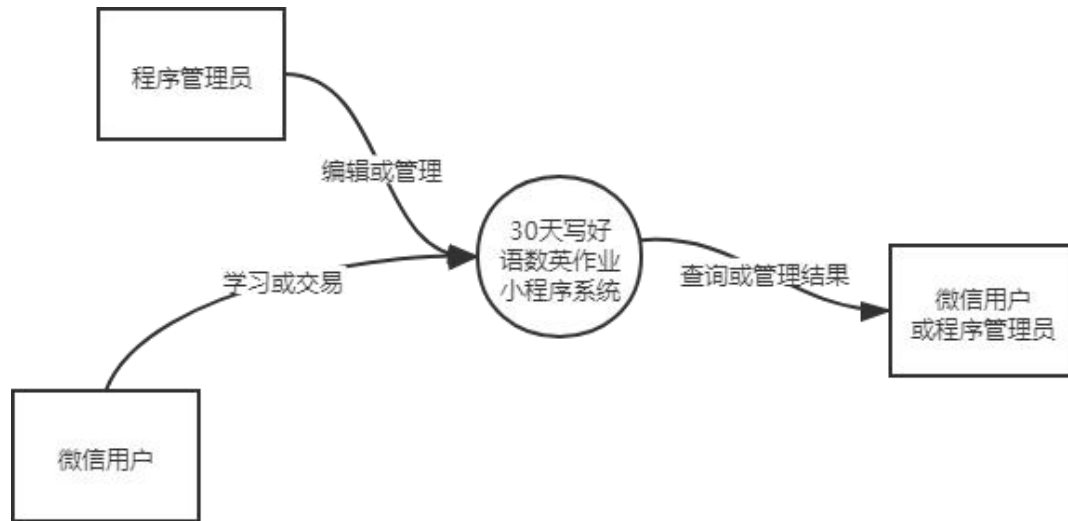 程序管理员
编辑或管理
30天写好
语数英作业
小程序系统
学习或交易
查询或管理结果
微信用户
或程序管理员
微信用户